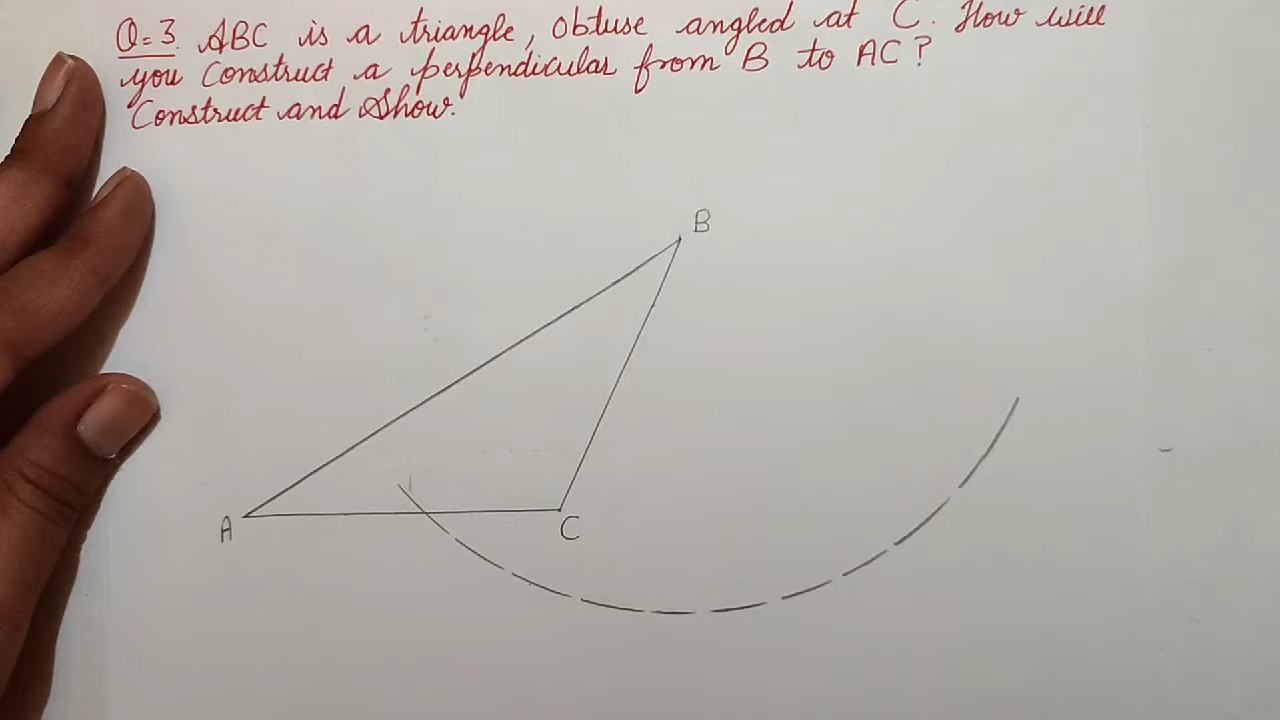 Q=3. ABC is a triangle, Obtuse angled at C. How will
you Construct a perpendicular from B to AC?
Construct and Show.
B
A
C